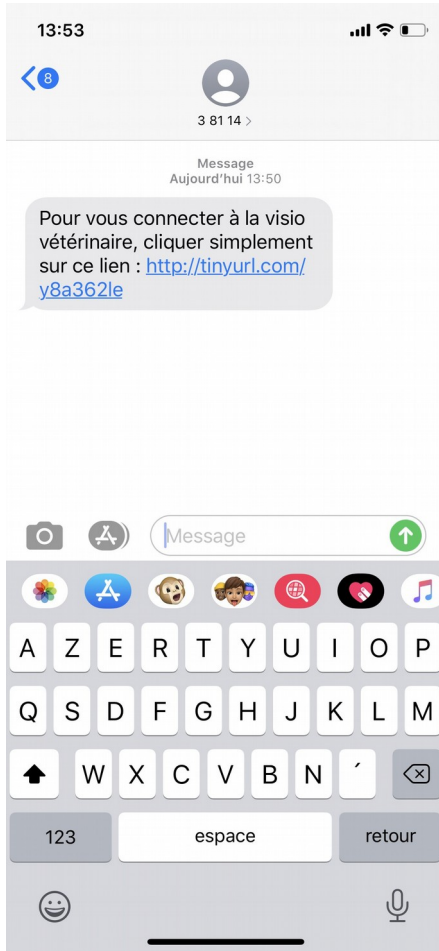 13:53
8
3 81 14 >
Message
Aujourd'hui 13:50
Pour vous connecter à la visio
vétérinaire, cliquer simplement
sur ce lien : http://tinyurl.com/
y8a362le
Message
A Z E R T Y U I O P
Q S D F G H J K L M
W X C V B N ´
123 espace retour